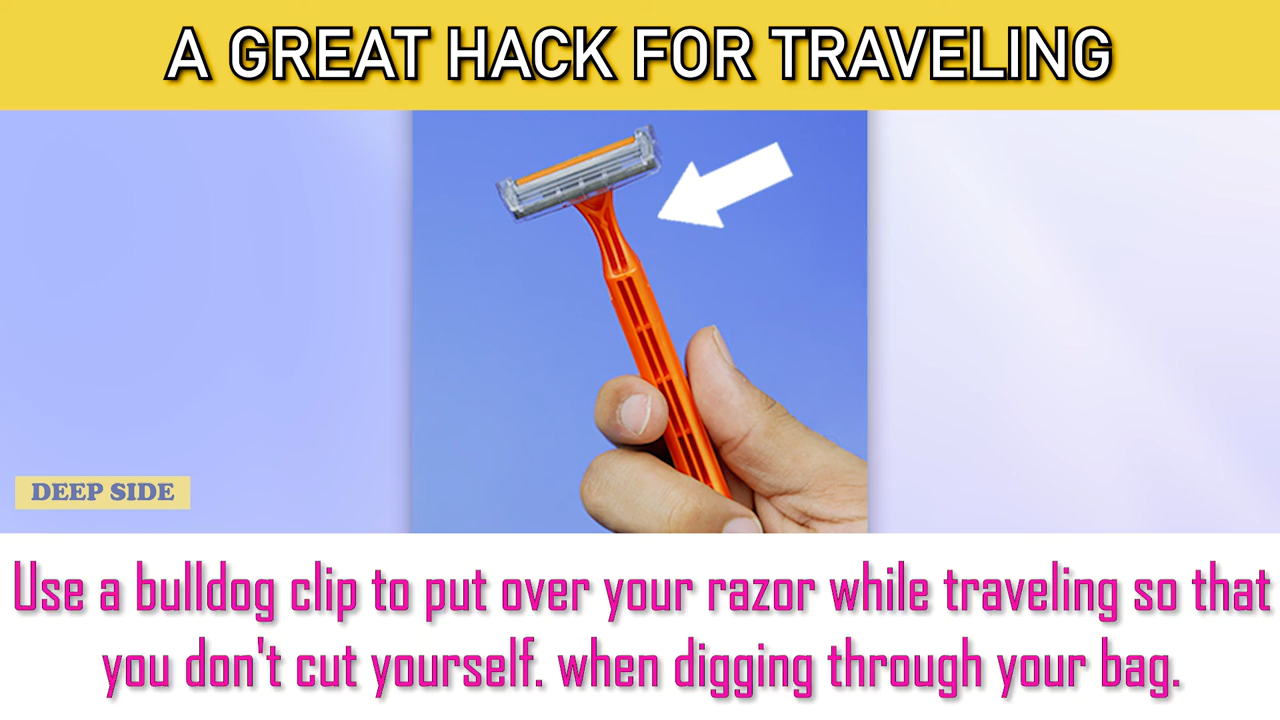 A GREAT HACK FOR TRAVELING
DEEP SIDE
Use a bulldog clip to put over your razor while traveling so that
you don't cut yourself. when digging through your bag.